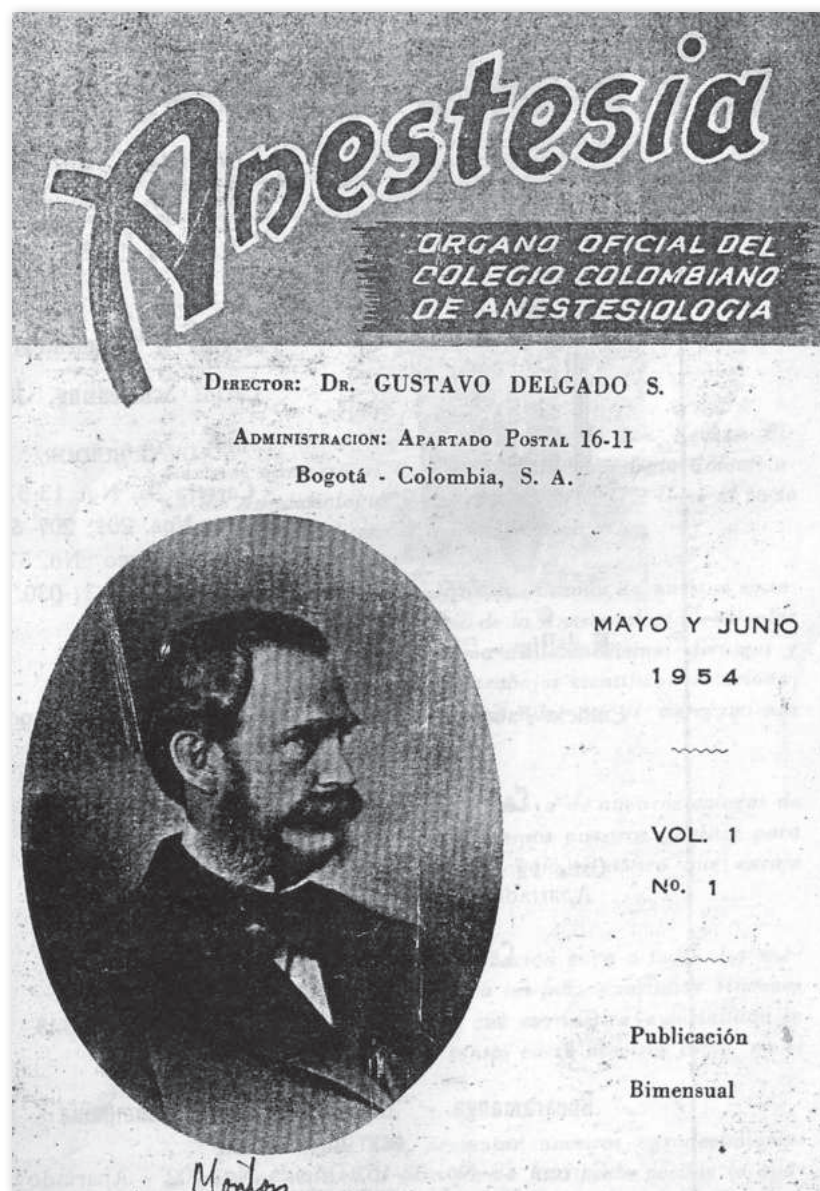 Anestesia
ORGANO OFICIAL DEL
COLEGIO COLOMBIANO
DE ANESTESIOLOGIA
DIRECTOR: DR. GUSTAVO DELGADO S.
ADMINISTRACION: APARTADO POSTAL 16-11
Bogotá - Colombia, S. A.
MAYO Y JUNIO
1954
VOL. 1
Nº. 1
Publicación
Bimensual